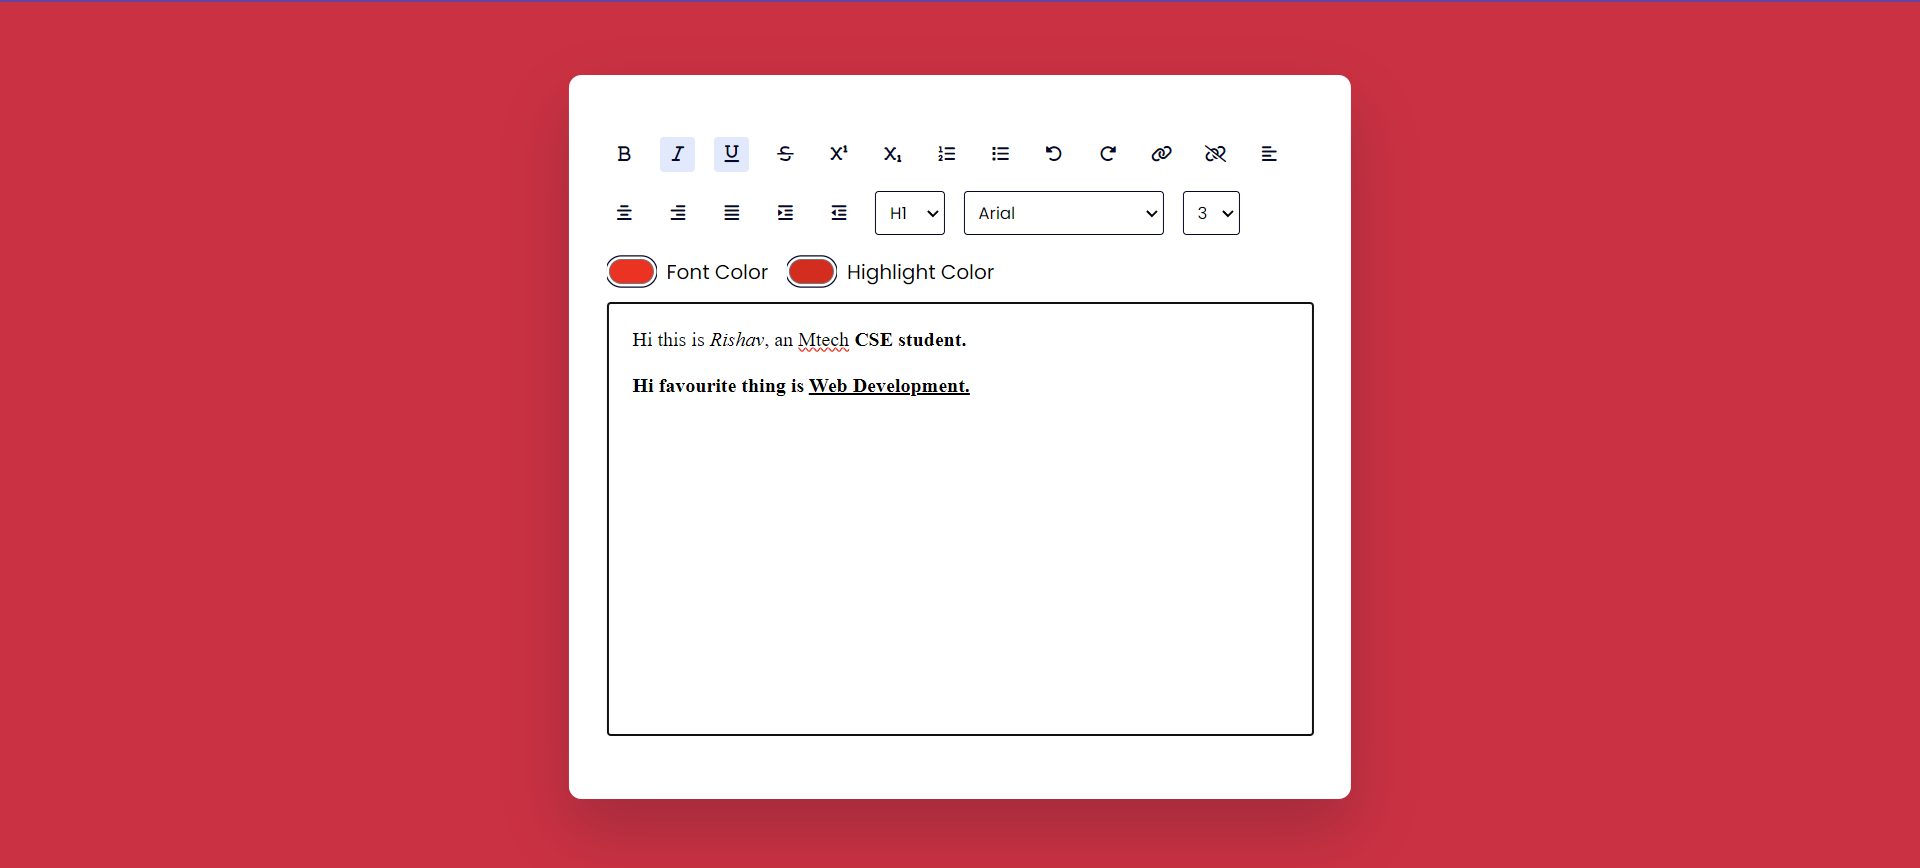 B I U S X¹ X₁
H1 Arial 3
Font Color Highlight Color
Hi this is Rishav, an Mtech CSE student.
Hi favourite thing is Web Development.